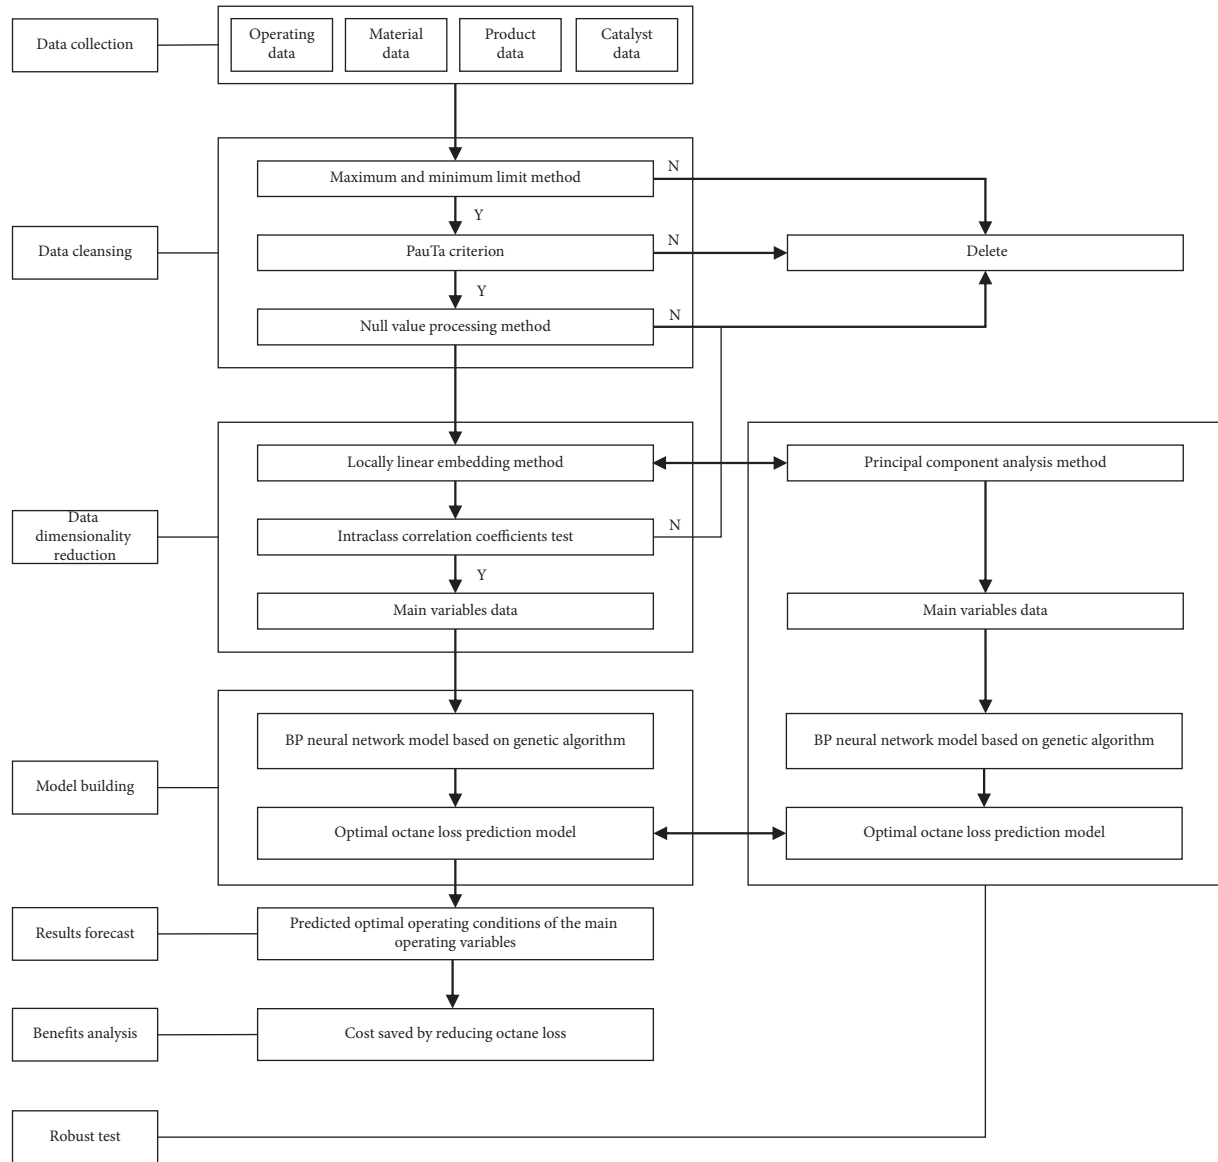 Data collection
Operating
data
Material
data
Product
data
Catalyst
data
Maximum and minimum limit method
N
Y
Data cleansing
PauTa criterion
N
Delete
Y
Null value processing method
N
Locally linear embedding method
Principal component analysis method
Data
dimensionality
reduction
Intraclass correlation coefficients test
N
Y
Main variables data
Main variables data
BP neural network model based on genetic algorithm
BP neural network model based on genetic algorithm
Model building
Optimal octane loss prediction model
Optimal octane loss prediction model
Results forecast
Predicted optimal operating conditions of the main
operating variables
Benefits analysis
Cost saved by reducing octane loss
Robust test